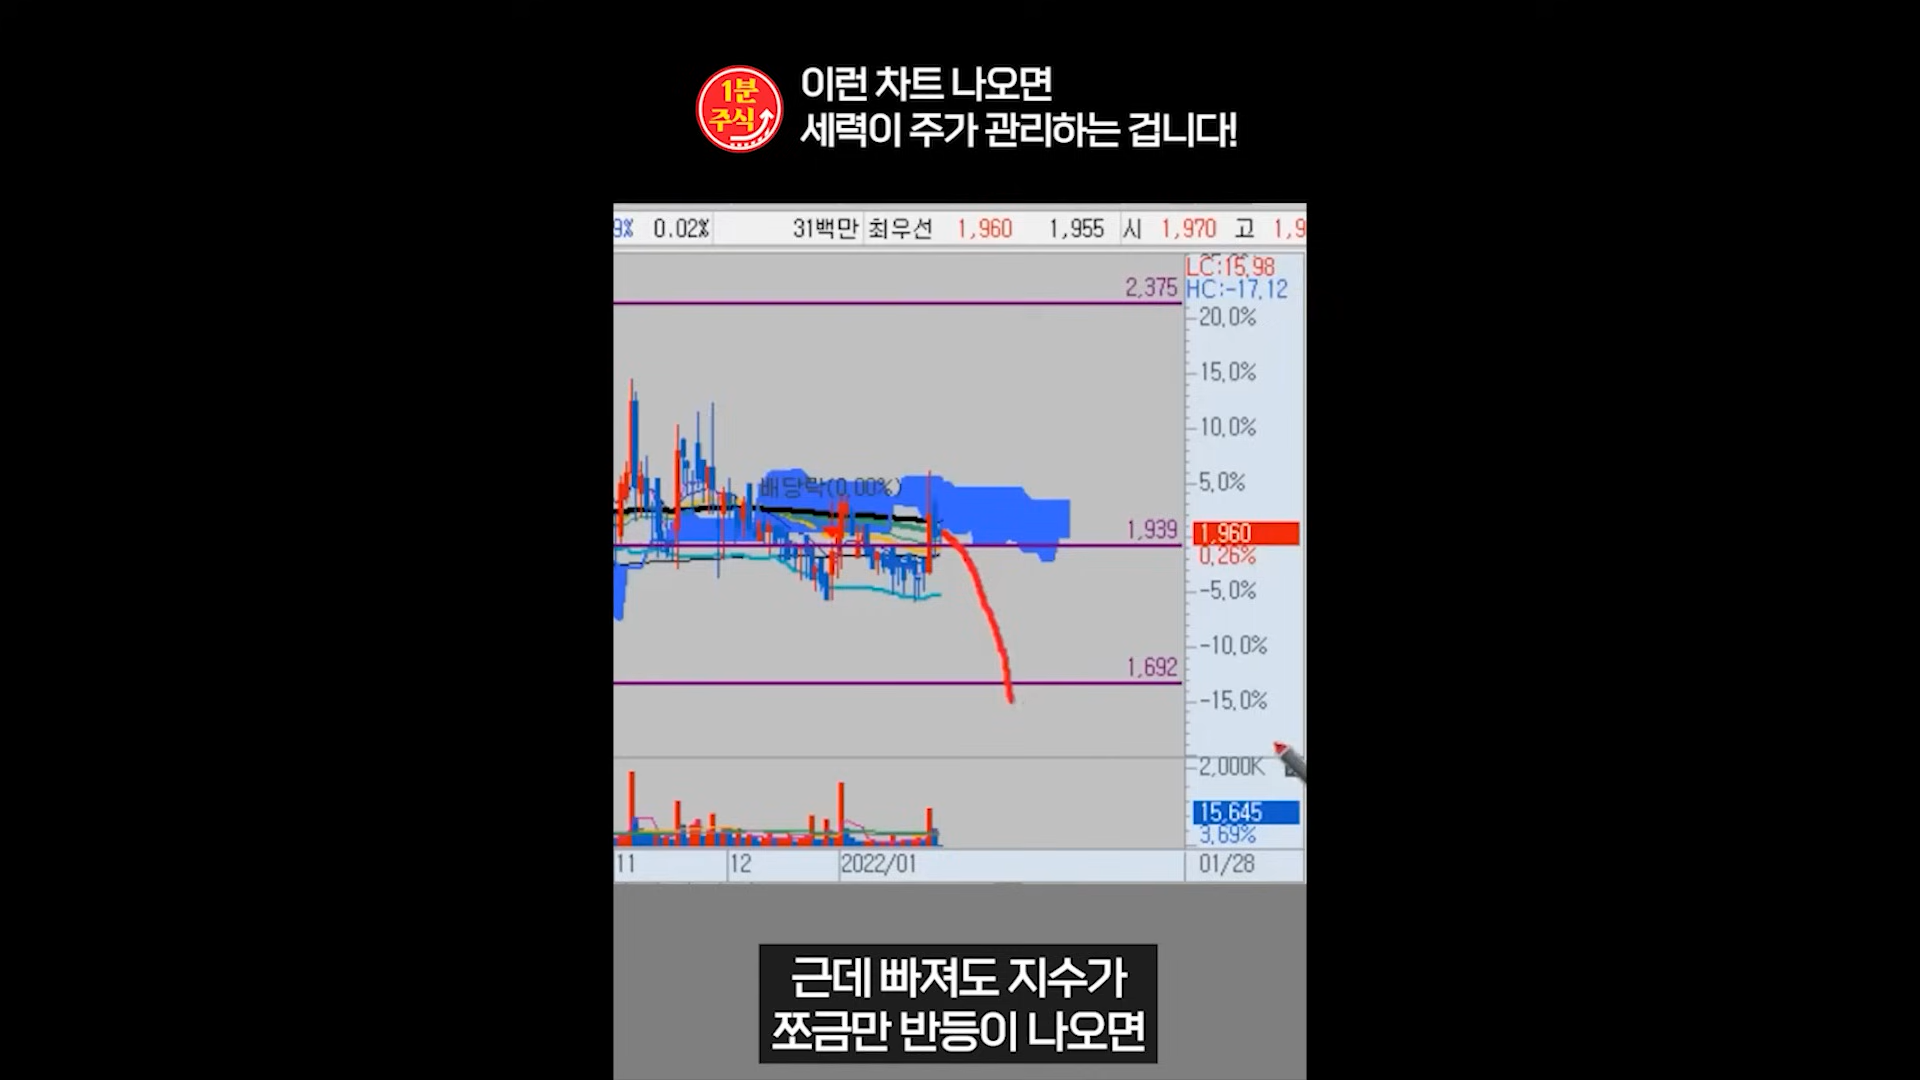 1분
주식
이런 차트 나오면
세력이 주가 관리하는 겁니다!
9% 0.02% 31백만 최우선 1,960 1,955 시 1,970 고 1,9
LC:15,98
2,375 HC:-17,12
20,0%
15,0%
10,0%
배당락(0,00%) 5,0%
1,939 1,960
0,26%
-5,0%
-10,0%
1,692
-15,0%
2,000K
15,645
3,69%
11 12 2022/01 01/28
근데 빠져도 지수가
쪼금만 반등이 나오면